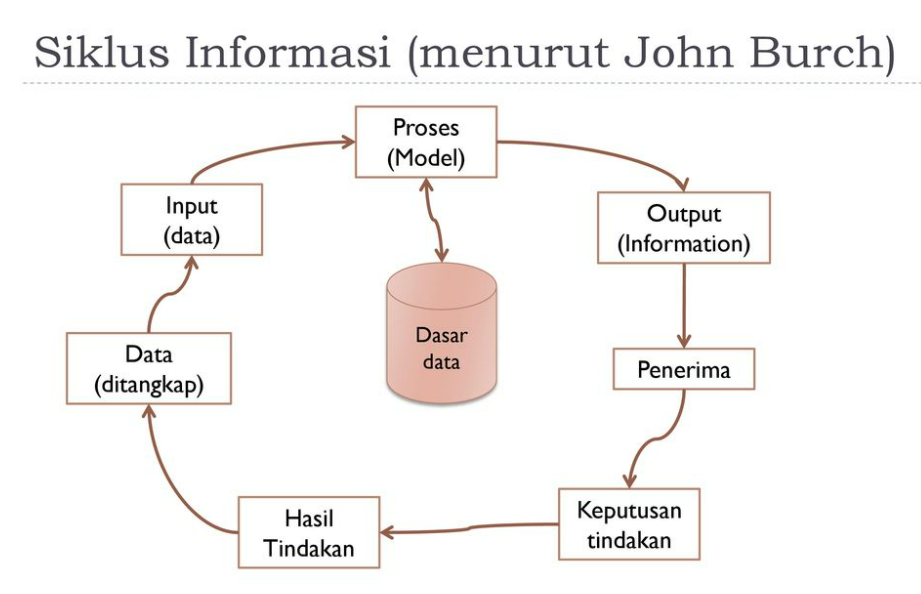 Siklus Informasi (menurut John Burch)
Proses
(Model)
Input
(data)
Output
(Information)
Dasar
data
Data
(ditangkap)
Penerima
Hasil
Tindakan
Keputusan
tindakan